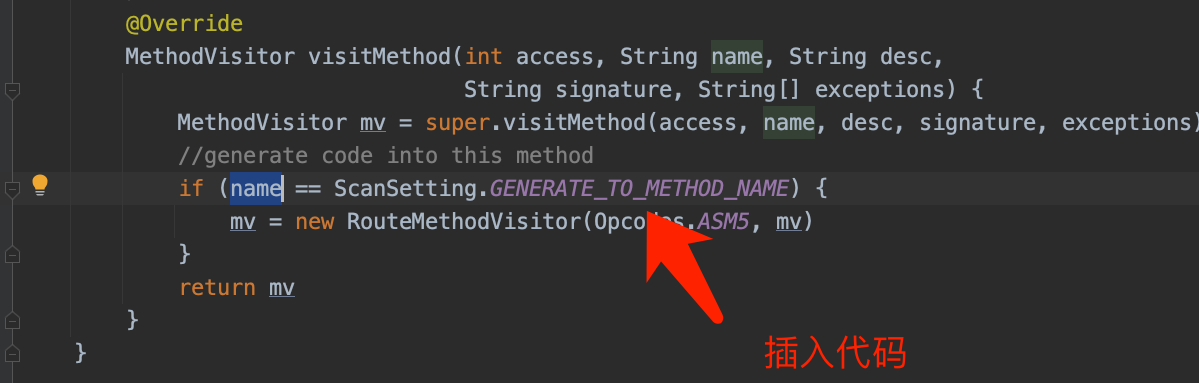 @Override
MethodVisitor visitMethod(int access, String name, String desc,
String signature, String[] exceptions) {
MethodVisitor mv = super.visitMethod(access, name, desc, signature, exceptions)
//generate code into this method
if (name == ScanSetting.GENERATE_TO_METHOD_NAME) {
mv = new RouteMethodVisitor(Opcodes.ASM5, mv)
}
return mv
}
}
插入代码